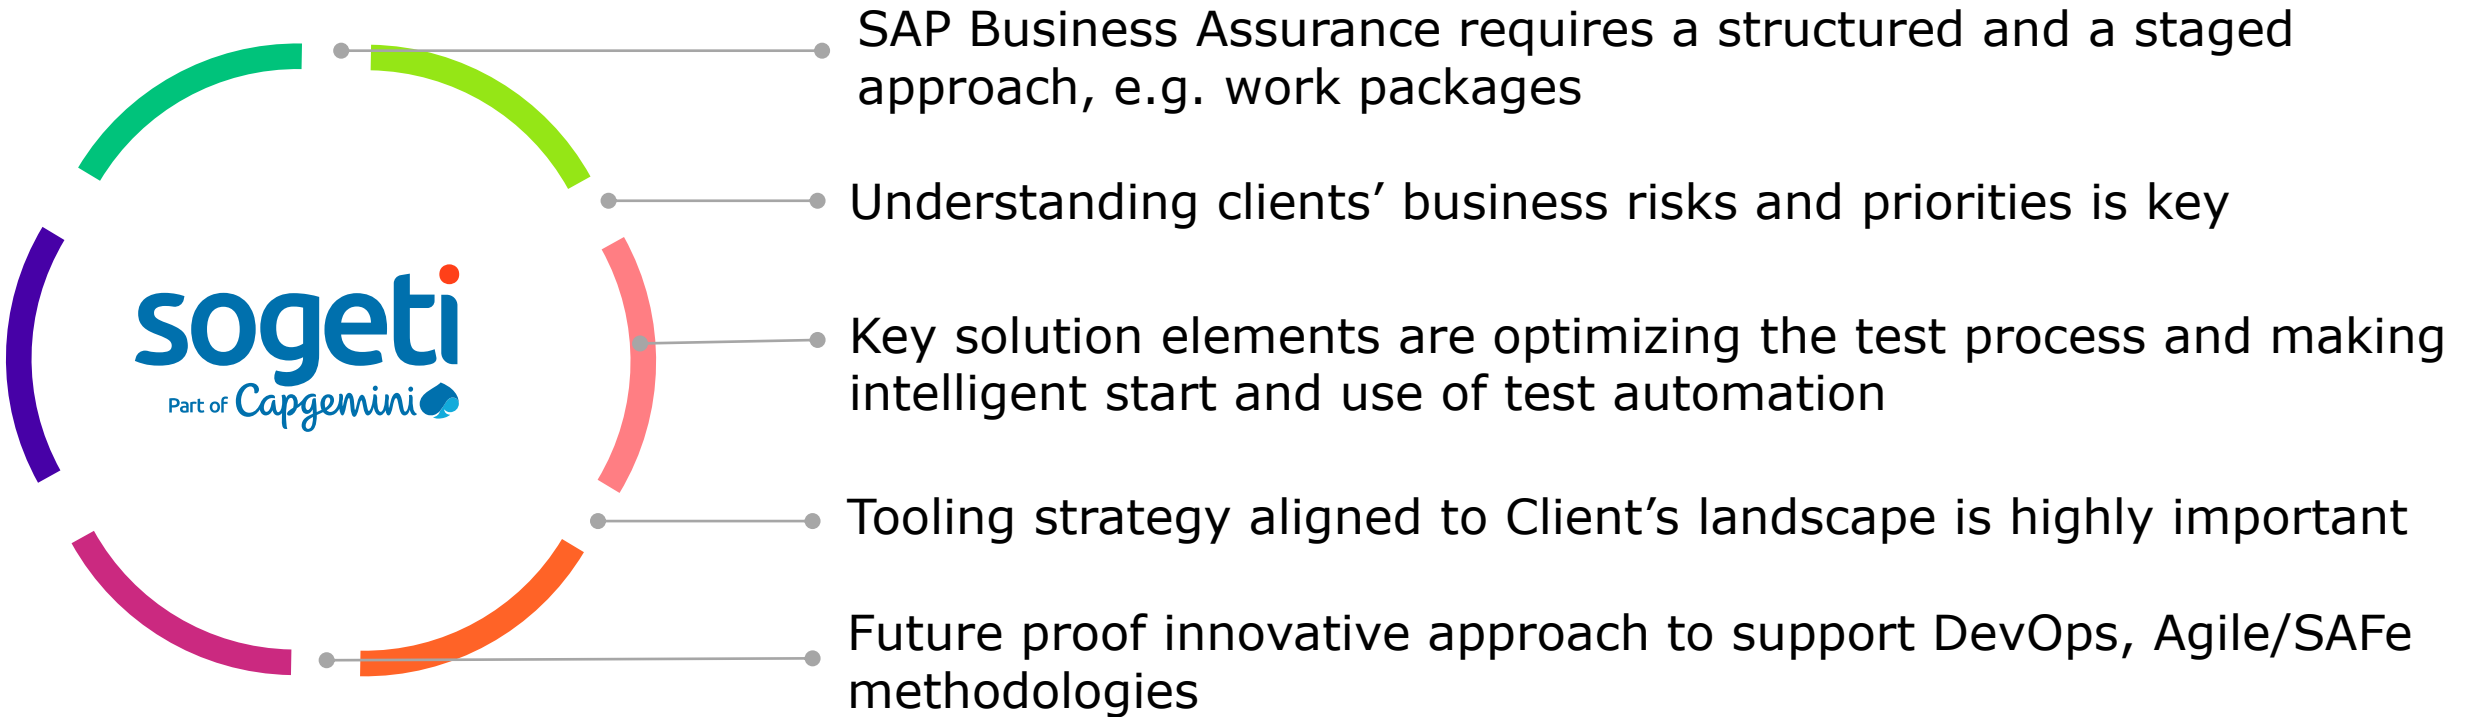 SAP Business Assurance requires a structured and a staged
approach, e.g. work packages
Understanding clients’ business risks and priorities is key
sogeti
Part of Capgemini
Key solution elements are optimizing the test process and making
intelligent start and use of test automation
Tooling strategy aligned to Client’s landscape is highly important
Future proof innovative approach to support DevOps, Agile/SAFe
methodologies